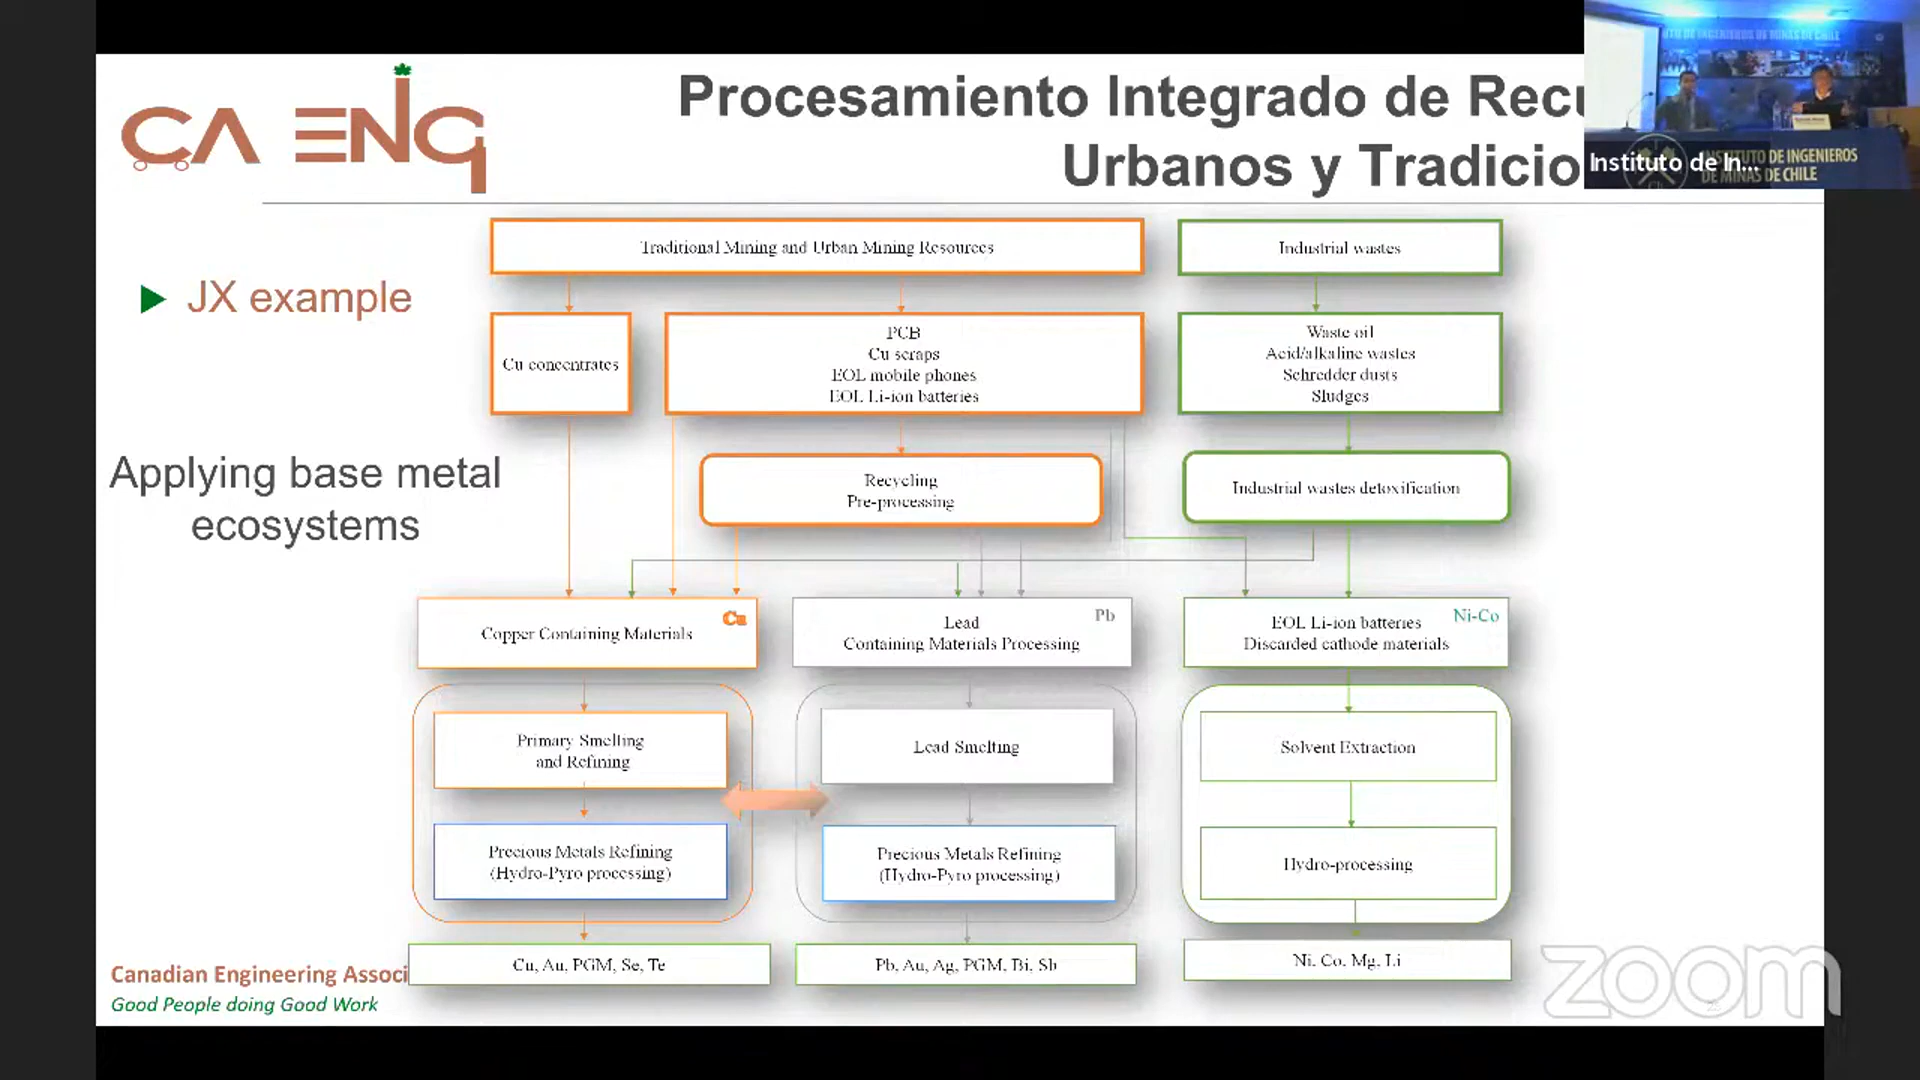 CA ENG
Procesamiento Integrado de
Urbanos y
Instituto de In...
INSTITUTO DE INGENIEROS
DE MINAS DE CHILE
JX example
Applying base metal
ecosystems
Traditional Mining and Urban Mining Resources
Industrial wastes
Cu concentrates
PCB
Cu scraps
EOL mobile phones
EOL Li-ion batteries
Waste oil
Acid/alkaline wastes
Schredder dusts
Sludges
Recycling
Pre-processing
Industrial wastes detoxification
Copper Containing Materials
Cu
Lead
Containing Materials Processing
Pb
EOL Li-ion batteries
Discarded cathode materials
Ni-Co
Primary Smelting
and Refining
Lead Smelting
Solvent Extraction
Precious Metals Refining
(Hydro-Pyro processing)
Precious Metals Refining
(Hydro-Pyro processing)
Hydro-processing
Cu, Au, PGM, Se, Te
Pb, Au, Ag, PGM, Bi, Sb
Ni, Co, Mg, Li
Canadian Engineering Associ
Good People doing Good Work
zoom